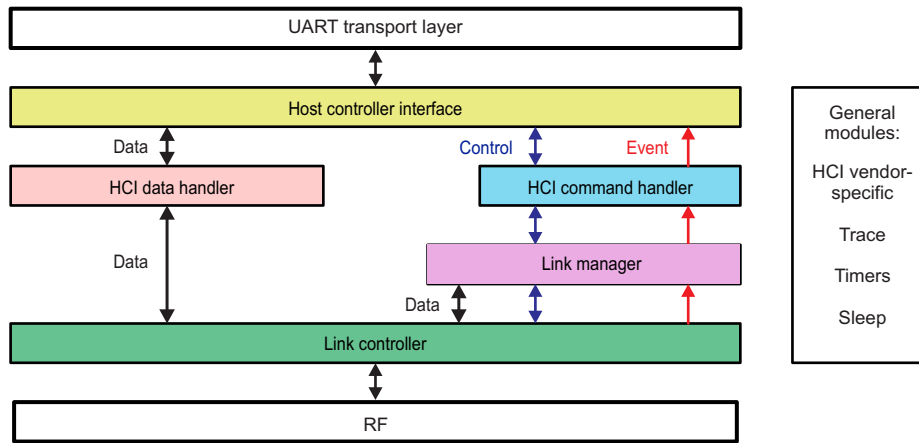 UART transport layer
Host controller interface
Data
Control
Event
HCI data handler
HCI command handler
Data
Link manager
Data
Link controller
RF
General
modules:
HCI vendor-
specific
Trace
Timers
Sleep